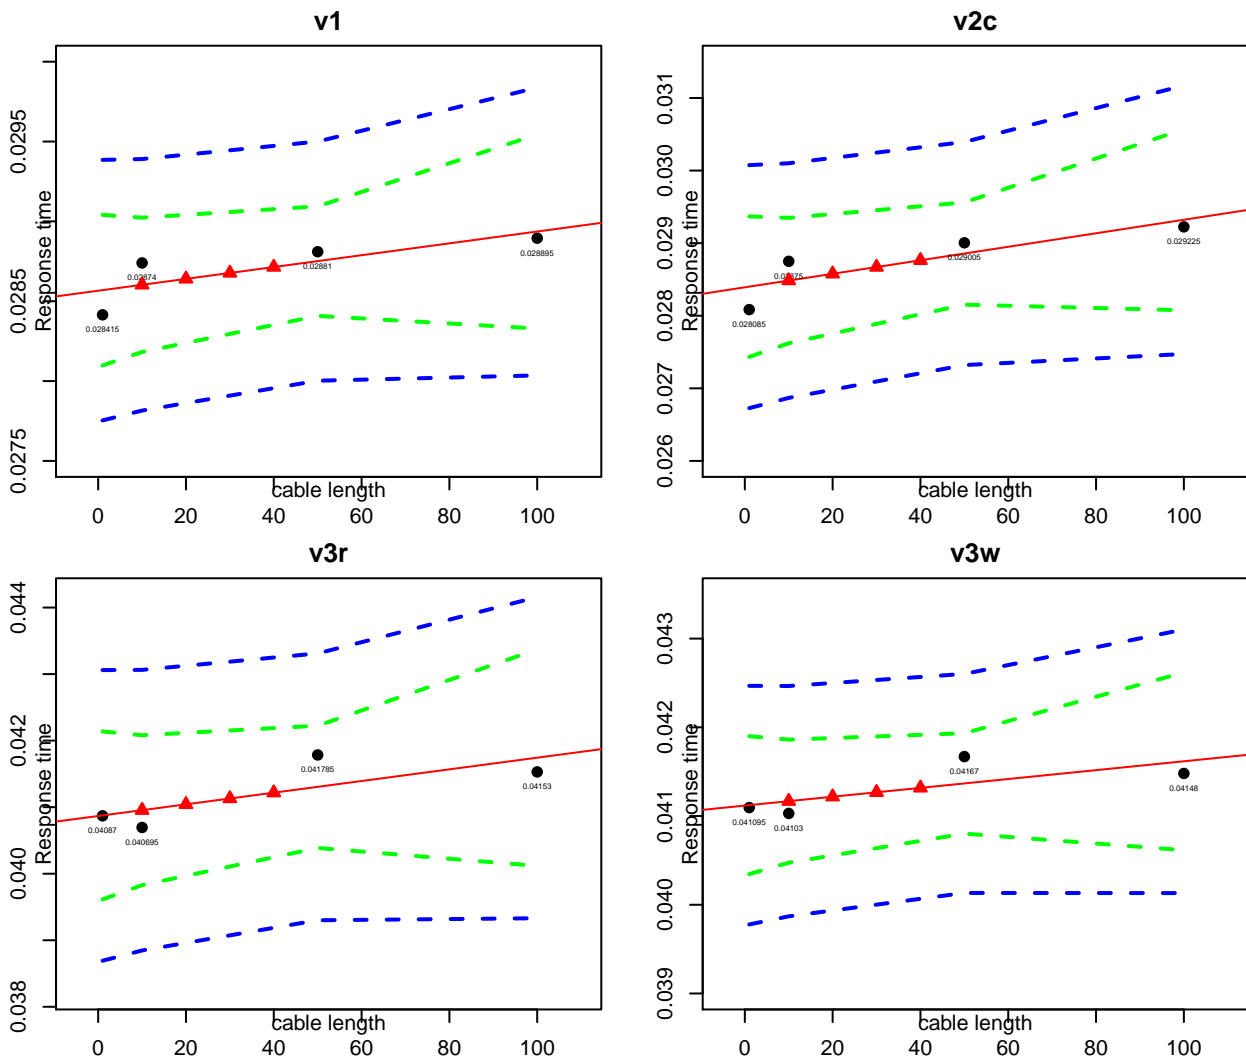 v1
0.0295
0.0285
0.0275
Response time
0.028415
0.02874
0.02881
0.028895
cable length
0 20 40 60 80 100
v2c
0.031
0.030
0.029
0.028
0.027
0.026
Response time
0.028085
0.02875
0.029005
0.029225
cable length
0 20 40 60 80 100
v3r
0.044
0.042
0.040
0.038
Response time
0.04087
0.040695
0.041785
0.04153
cable length
0 20 40 60 80 100
v3w
0.043
0.042
0.041
0.040
0.039
Response time
0.041095
0.04103
0.04167
0.04148
cable length
0 20 40 60 80 100